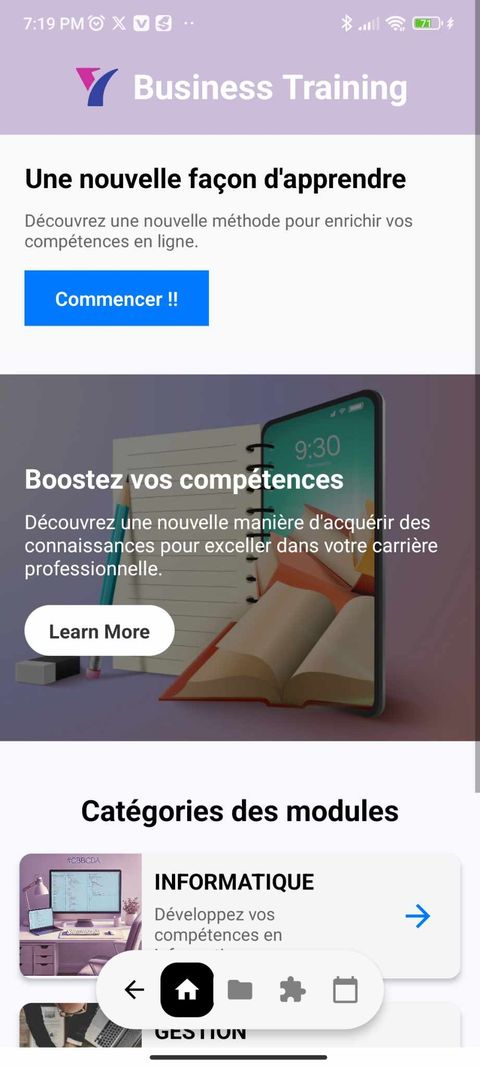 7:19 PM
71
Business Training
Une nouvelle façon d'apprendre
Découvrez une nouvelle méthode pour enrichir vos
compétences en ligne.
Commencer !!
9:30
Boostez vos compétences
Découvrez une nouvelle manière d'acquérir des
connaissances pour exceller dans votre carrière
professionnelle.
Learn More
Catégories des modules
#CBBCDA
INFORMATIQUE
Développez vos
compétences en
GESTION